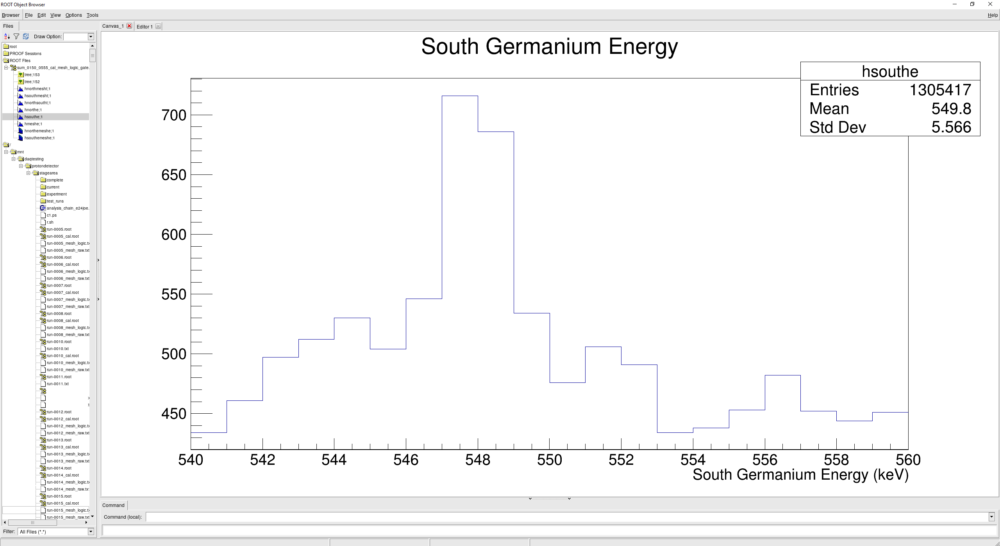 ROOT Object Browser
Browser File Edit View Options Tools Help
Files
Canvas_1 Editor 1
Draw Option:
root
PROOF Sessions
ROOT Files
sum_0150_0555_cal_mesh_logic_gate.
tree;153
tree;152
hnorthmesht;1
hsouthmesht;1
hnorthsoutht;1
hnorthe;1
hsouthe;1
hmeshe;1
hnorthemeshe;1
hsouthemeshe;1
/
mnt
daqtesting
protondetector
stagearea
complete
current
experiment
test_runs
analysis_chain_e24joe.
c1.ps
r.sh
run-0005.root
run-0005_cal.root
run-0005_mesh_logic.tx
run-0005_mesh_raw.txt
run-0006.root
run-0006_cal.root
run-0006_mesh_logic.tx
run-0006_mesh_raw.txt
run-0007.root
run-0007_cal.root
run-0007_mesh_logic.tx
run-0007_mesh_raw.txt
run-0008.root
run-0008_cal.root
run-0008_mesh_logic.tx
run-0008_mesh_raw.txt
run-0010.root
run-0010.txt
run-0010_cal.root
run-0010_mesh_logic.tx
run-0010_mesh_raw.txt
run-0011.root
run-0011.txt
run-0012.root
run-0012_cal.root
run-0012_mesh_logic.tx
run-0012_mesh_raw.txt
run-0013.root
run-0013_cal.root
run-0013_mesh_logic.tx
run-0013_mesh_raw.txt
run-0014.root
run-0014_cal.root
run-0014_mesh_logic.tx
run-0014_mesh_raw.txt
run-0015.root
run-0015_cal.root
run-0015_mesh_logic.tx
run-0015_mesh_raw.txt
Filter: All Files (*.*)
South Germanium Energy
hsouthe
Entries 1305417
Mean 549.8
Std Dev 5.566
700
650
600
550
500
450
540 542 544 546 548 550 552 554 556 558 560
South Germanium Energy (keV)
Command
Command (local):